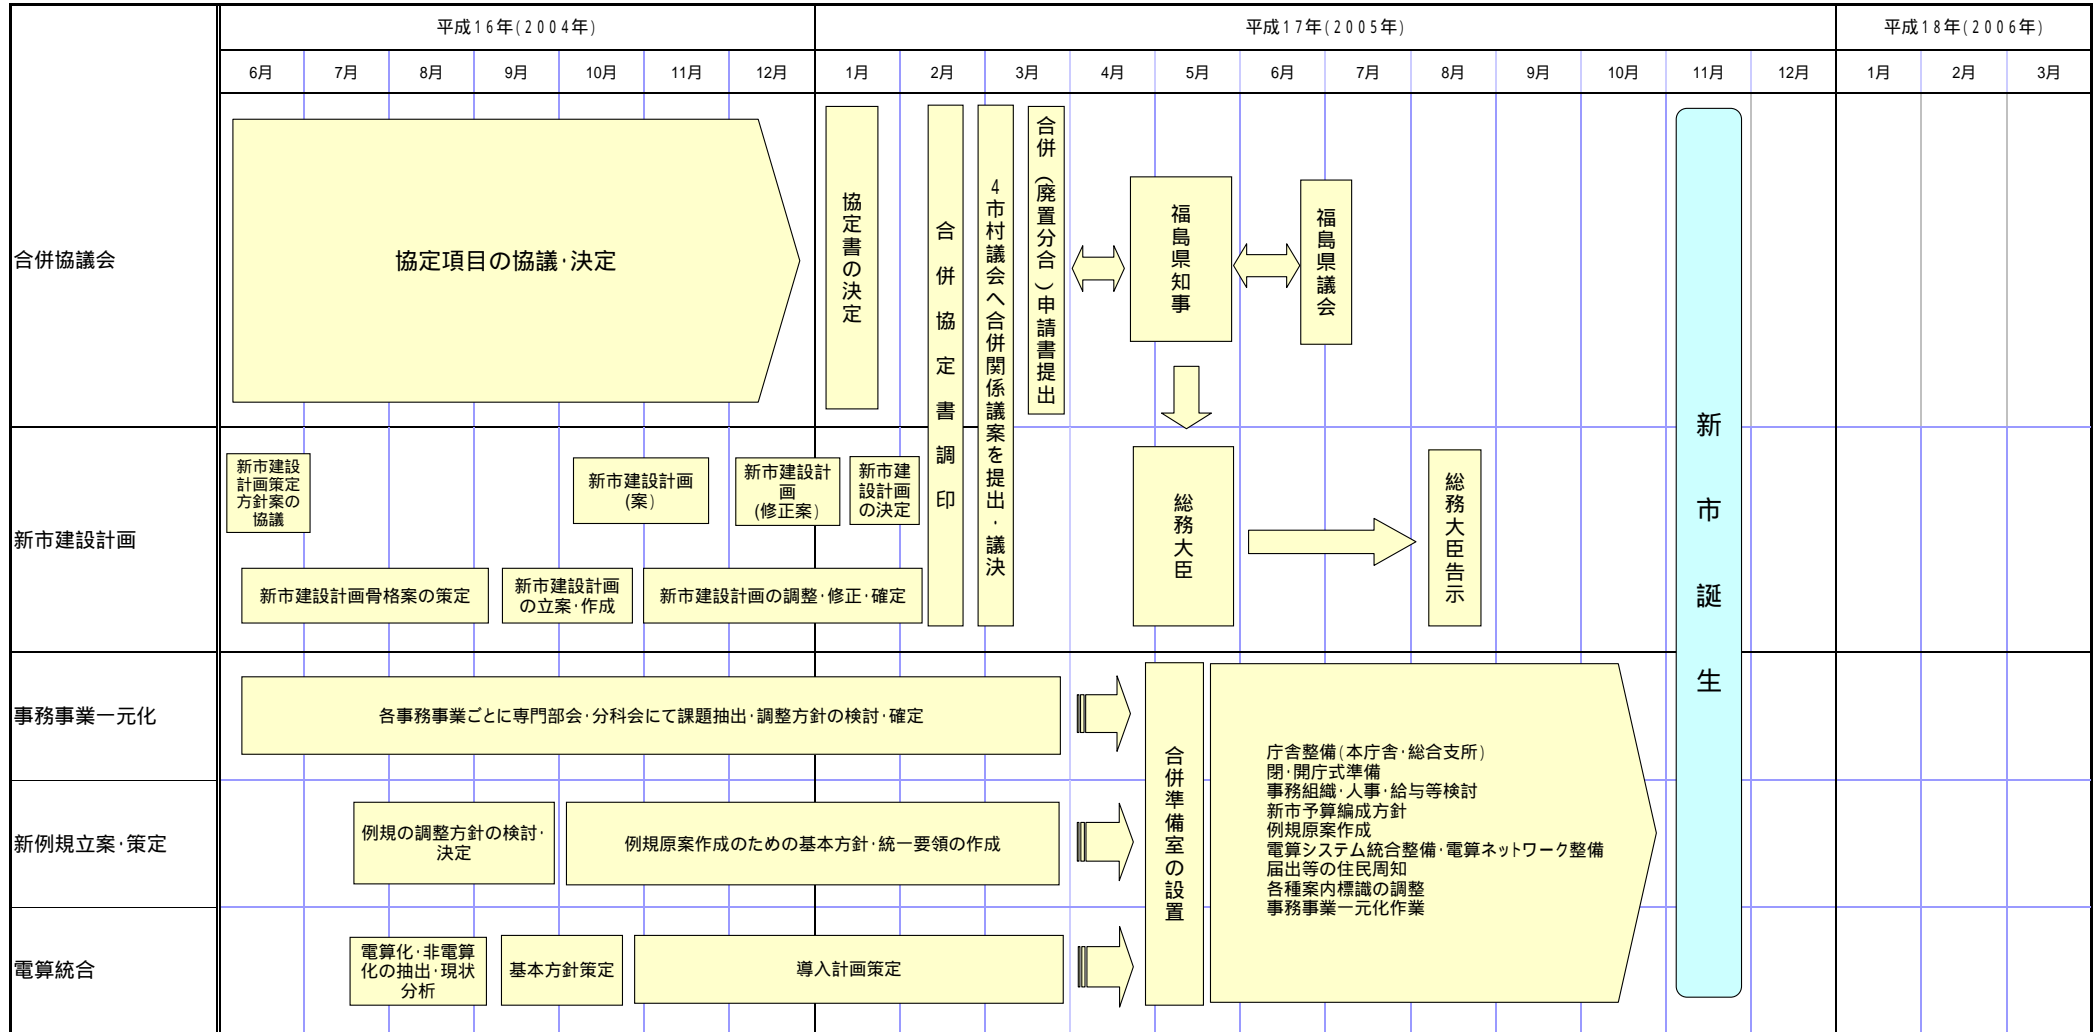 平成16年(2004年)
平成17年(2005年)
平成18年(2006年)
6月
7月
8月
9月
10月
11月
12月
1月
2月
3月
4月
5月
6月
7月
8月
9月
10月
11月
12月
1月
2月
3月
合併協議会
協定項目の協議・決定
協定書の決定
合併協定書調印
4市村議会へ合併関係議案を提出・議決
合併(廃置分合)申請書提出
福島県知事
福島県議会
新市誕生
新市建設計画
新市建設
計画策定
方針案の
協議
新市建設計画
(案)
新市建設計
画
(修正案)
新市建
設計画
の決定
新市建設計画骨格案の策定
新市建設計画
の立案・作成
新市建設計画の調整・修正・確定
総務大臣
総務大臣告示
事務事業一元化
各事務事業ごとに専門部会・分科会にて課題抽出・調整方針の検討・確定
合併準備室の設置
庁舎整備(本庁舎・総合支所)
閉・開庁式準備
事務組織・人事・給与等検討
新市予算編成方針
例規原案作成
電算システム統合整備・電算ネットワーク整備
届出等の住民周知
各種案内標識の調整
事務事業一元化作業
新例規立案・策定
例規の調整方針の検討・
決定
例規原案作成のための基本方針・統一要領の作成
電算統合
電算化・非電算
化の抽出・現状
分析
基本方針策定
導入計画策定